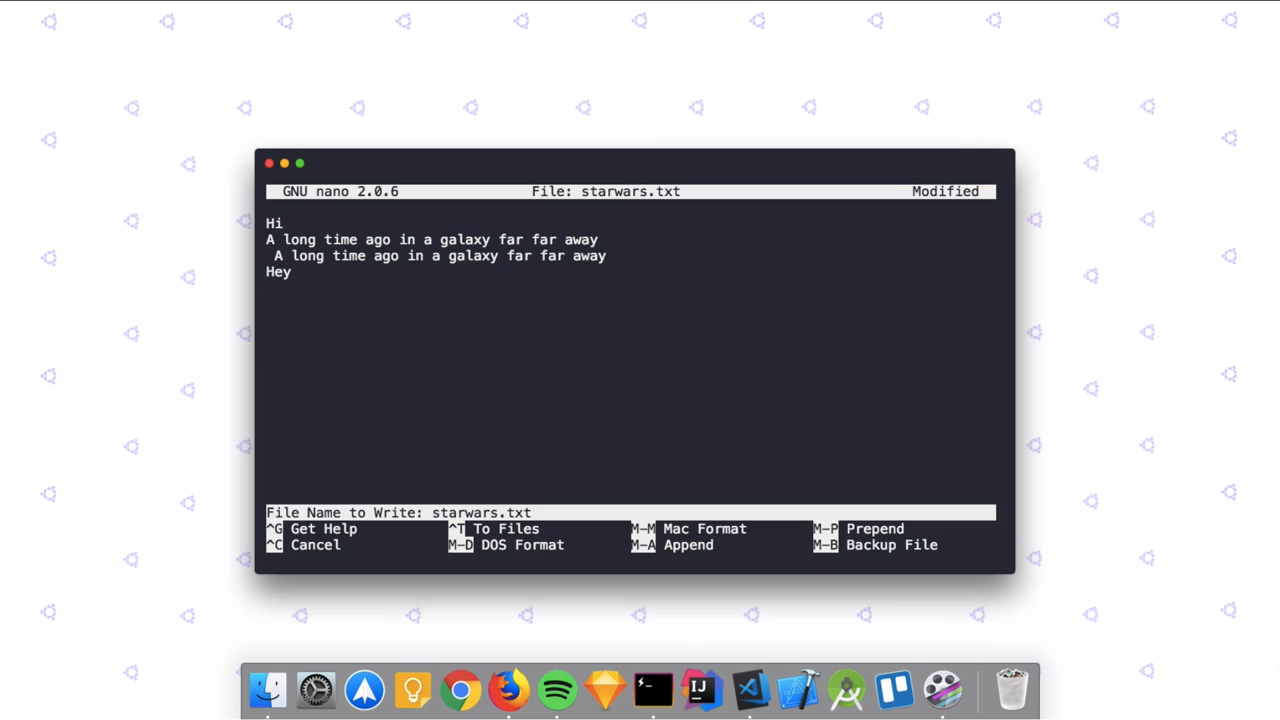 GNU nano 2.0.6 File: starwars.txt Modified
Hi
A long time ago in a galaxy far far away
 A long time ago in a galaxy far far away
Hey
File Name to Write: starwars.txt
^G Get Help ^T To Files M-M Mac Format M-P Prepend
^C Cancel M-D DOS Format M-A Append M-B Backup File
IJ